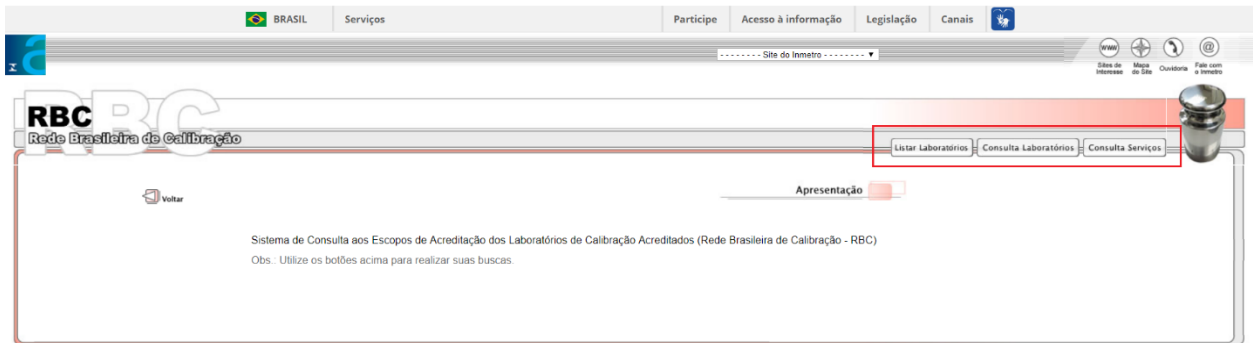 BRASIL Serviços Participe Acesso à informação Legislação Canais
- - - - - - - - Site do Inmetro - - - - - - - -
www @
Sites de Interesse Mapa do Site Ouvidoria Fale com o Inmetro
RBC
RBC
Rede Brasileira de Calibração
Listar Laboratórios Consulta Laboratórios Consulta Serviços
Voltar
Apresentação
Sistema de Consulta aos Escopos de Acreditação dos Laboratórios de Calibração Acreditados (Rede Brasileira de Calibração - RBC)
Obs.: Utilize os botões acima para realizar suas buscas.